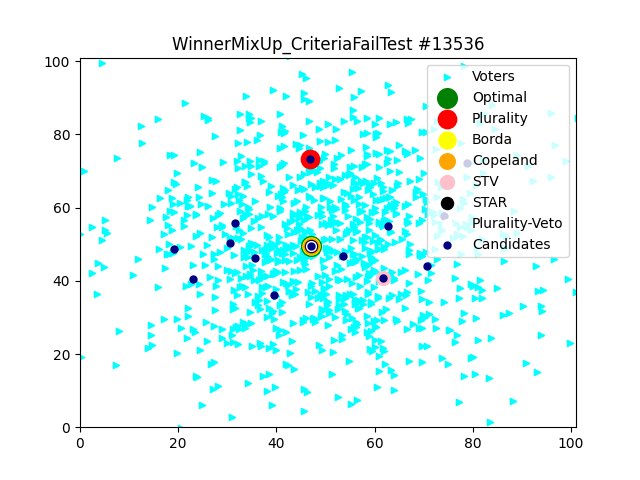 WinnerMixUp_CriteriaFailTest #13536
100
80
60
40
20
0
0
20
40
60
80
100
Voters
Optimal
Plurality
Borda
Copeland
STV
STAR
Plurality-Veto
Candidates